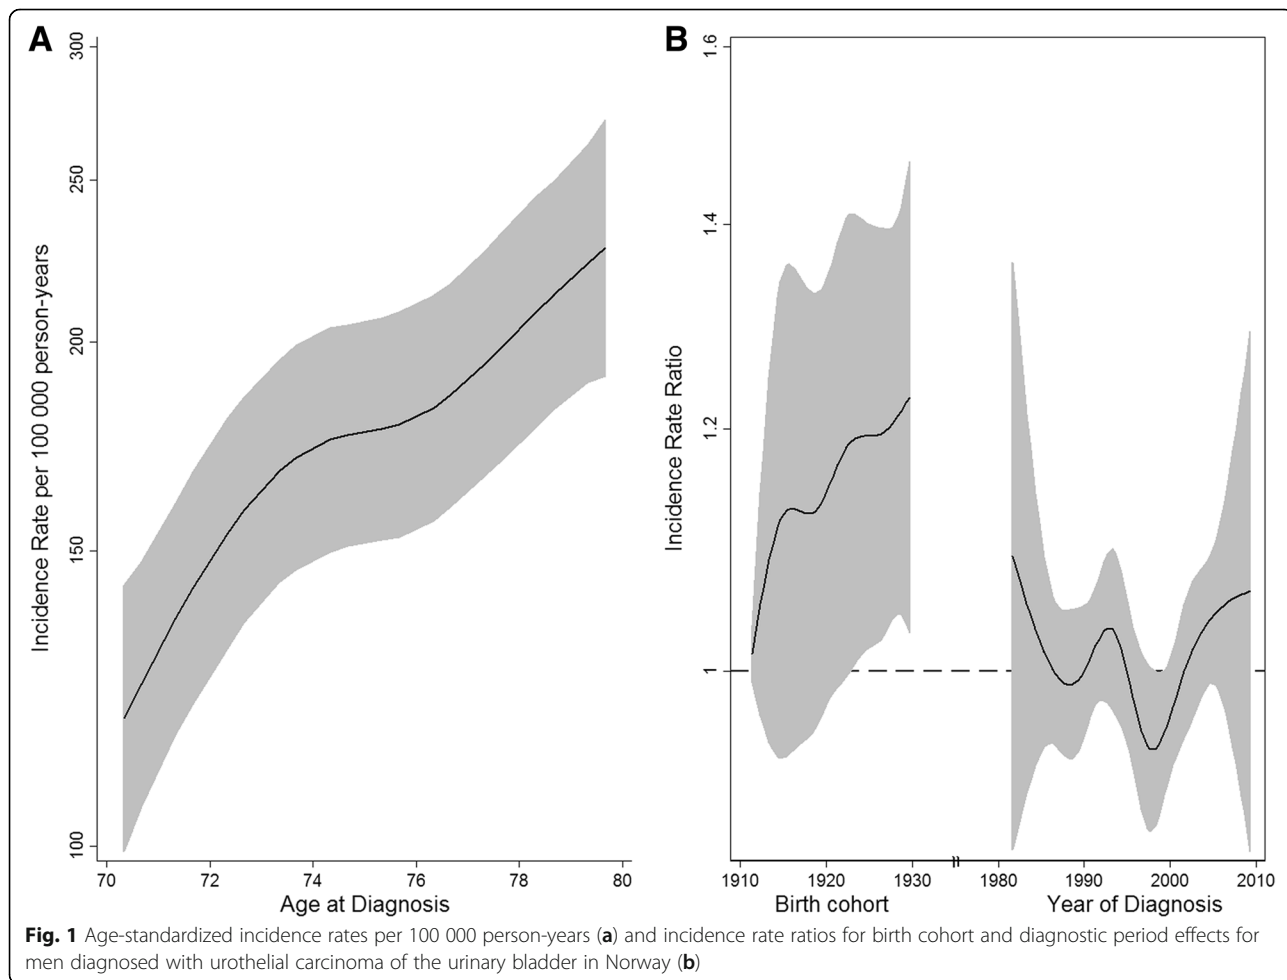 A
B
300
250
200
150
100
Incidence Rate per 100 000 person-years
70 72 74 76 78 80
Age at Diagnosis
1.6
1.4
1.2
1
Incidence Rate Ratio
1910 1920 1930 1980 1990 2000 2010
Birth cohort Year of Diagnosis
Fig. 1 Age-standardized incidence rates per 100 000 person-years (a) and incidence rate ratios for birth cohort and diagnostic period effects for
men diagnosed with urothelial carcinoma of the urinary bladder in Norway (b)